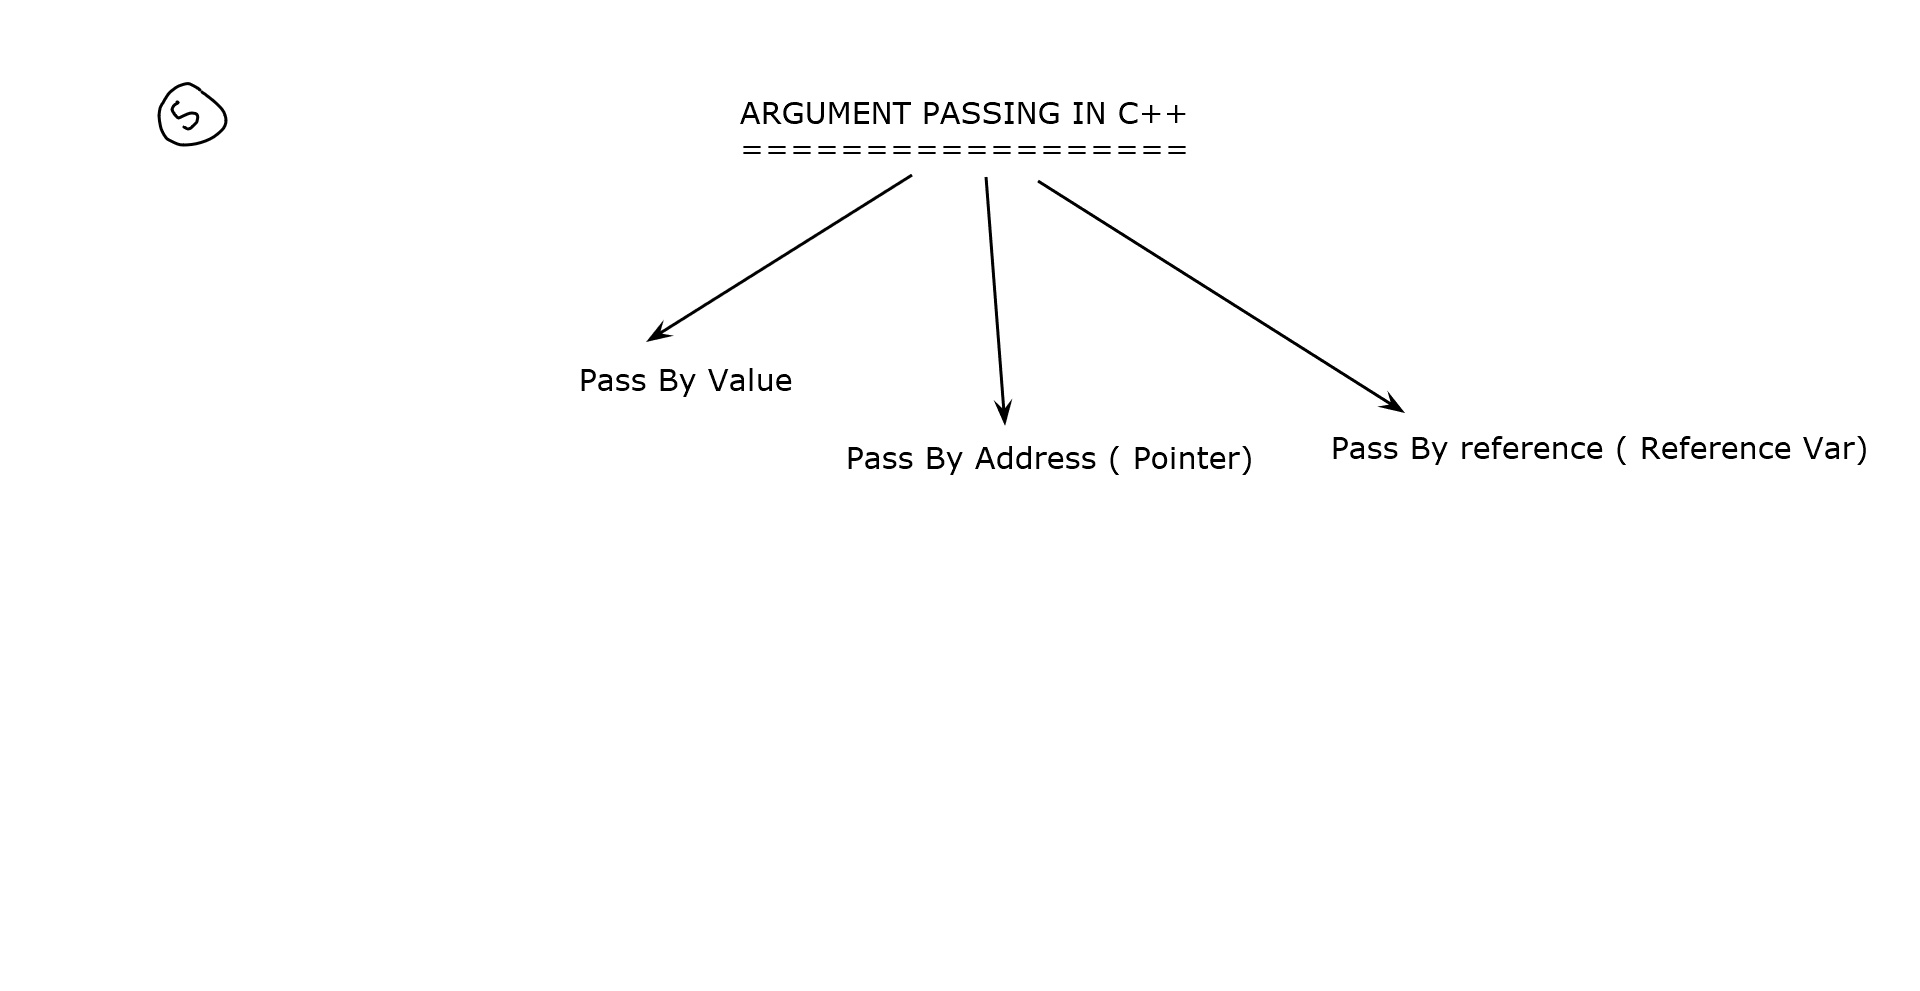 5
ARGUMENT PASSING IN C++
==================
Pass By Value
Pass By Address ( Pointer)
Pass By reference ( Reference Var)